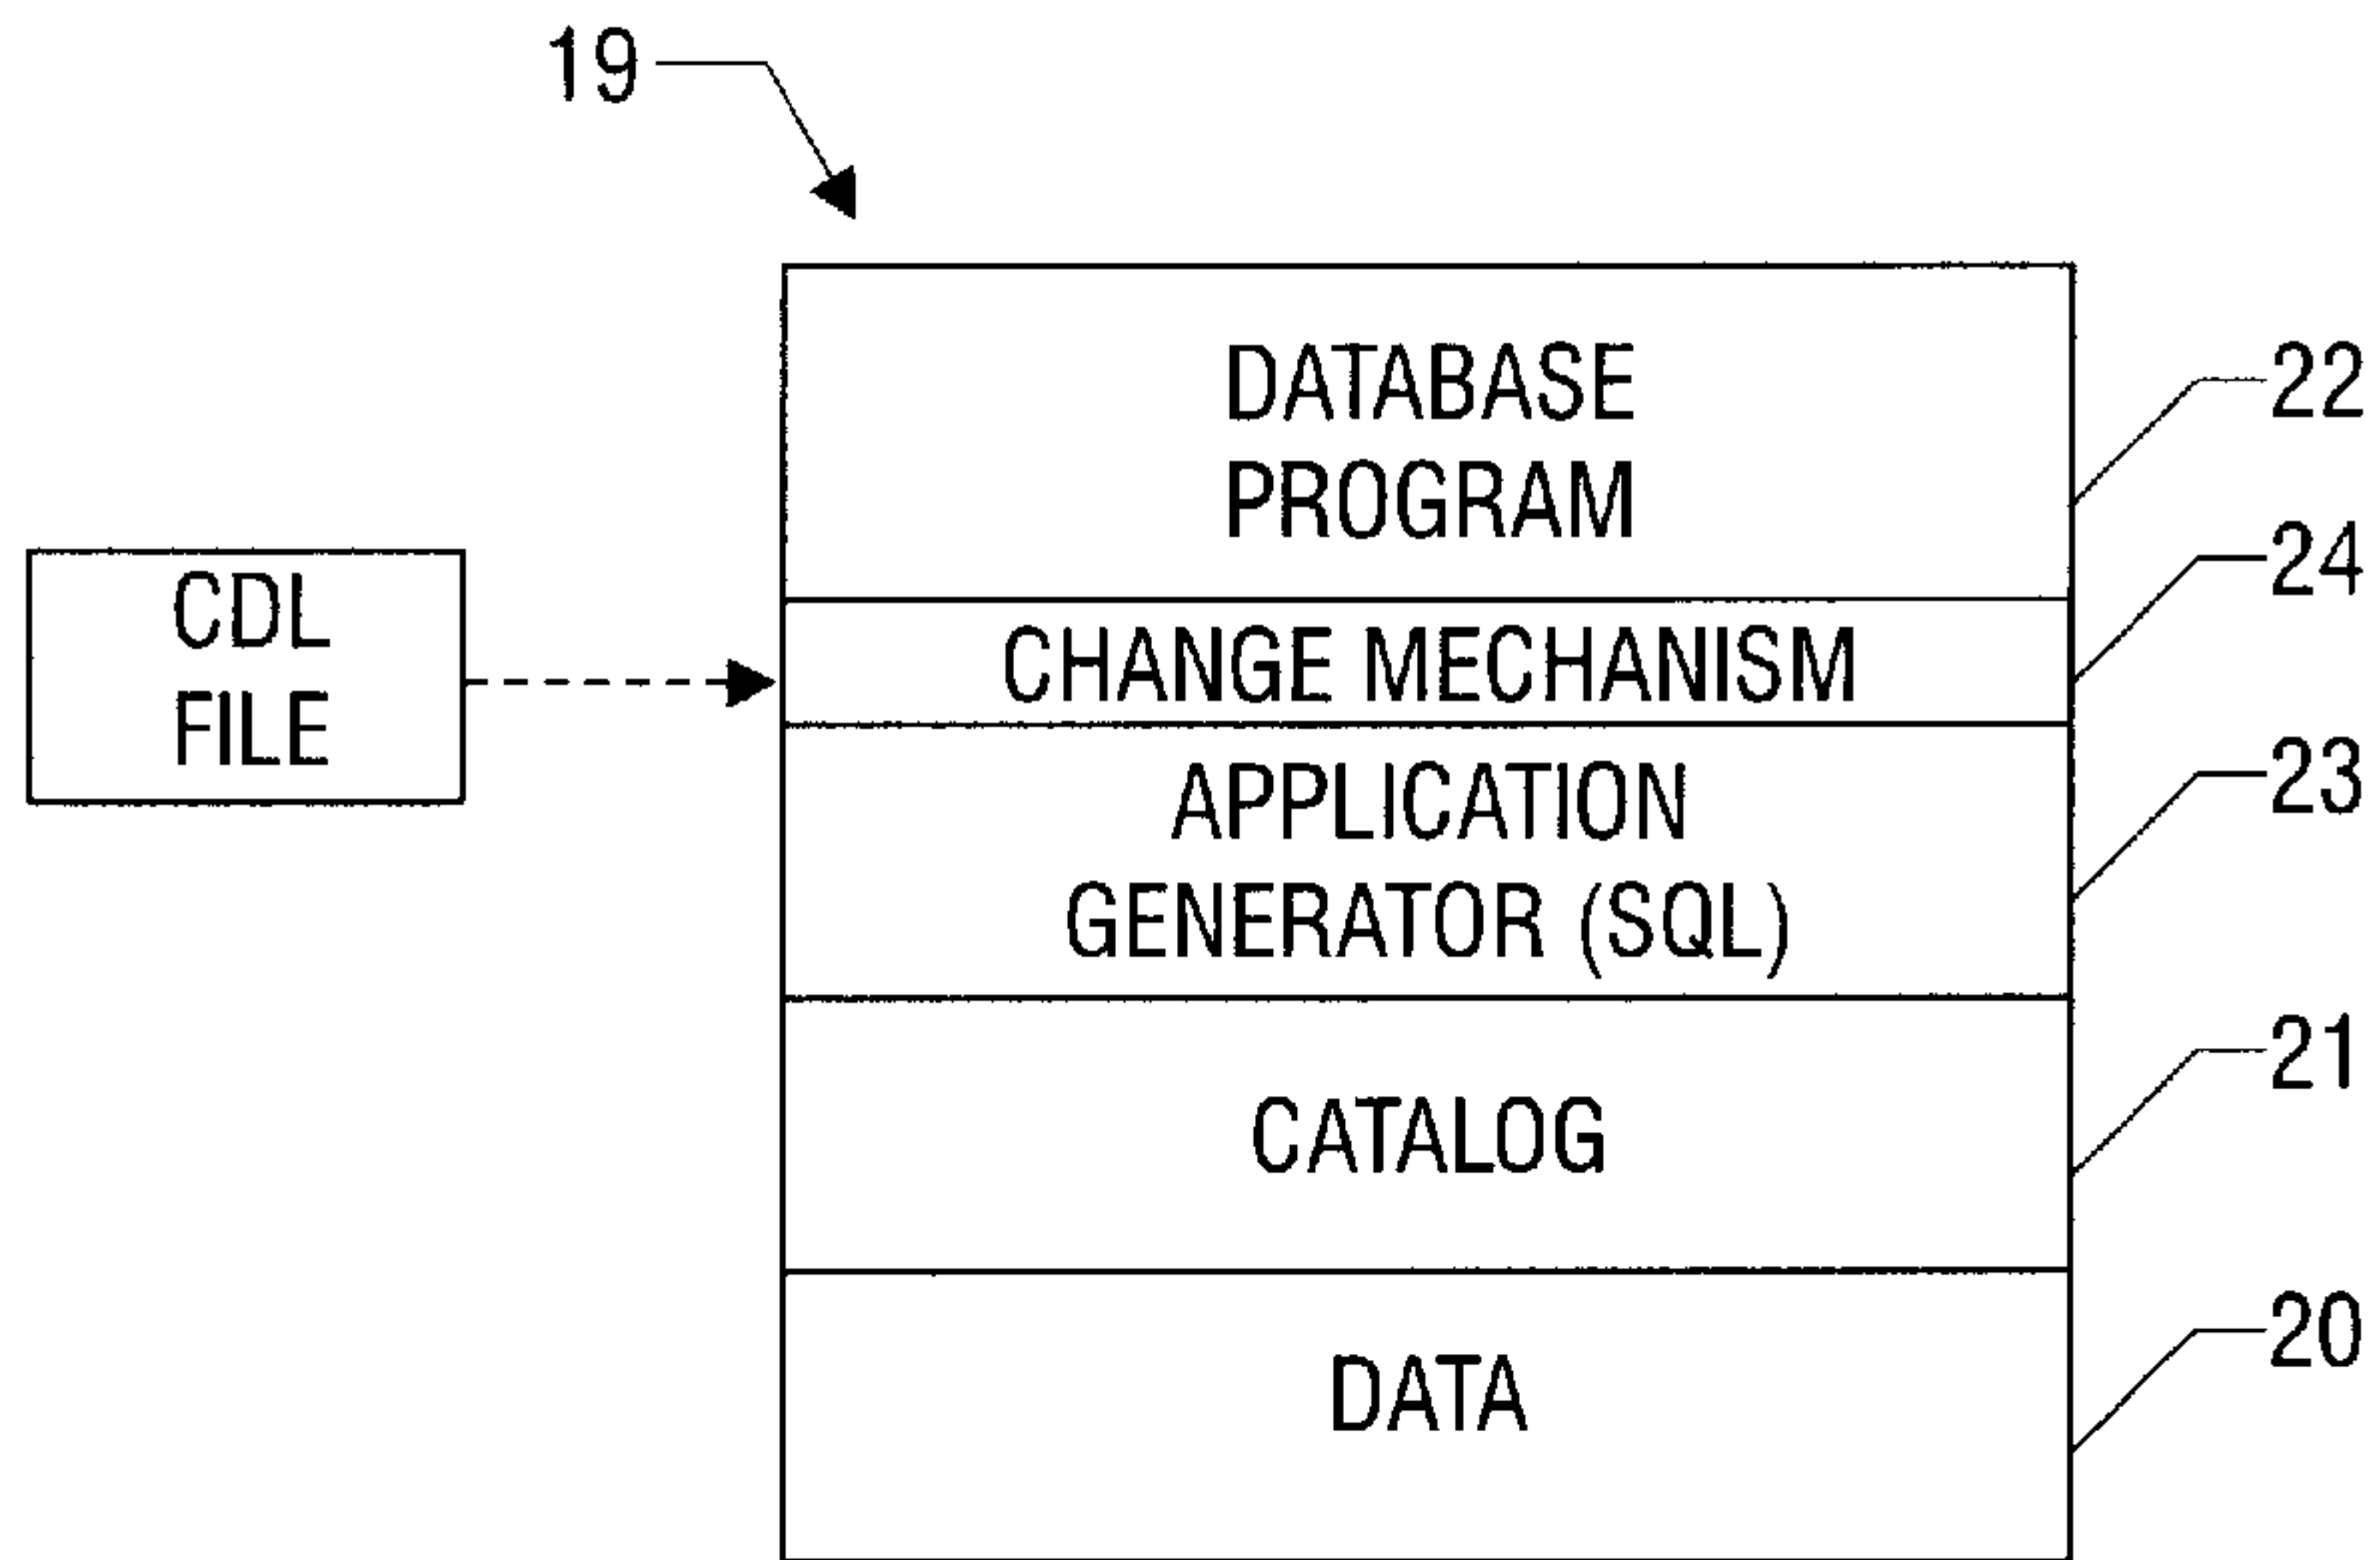 19
DATABASE
PROGRAM
22
24
CDL
FILE
CHANGE MECHANISM
APPLICATION
GENERATOR (SQL)
23
CATALOG
21
DATA
20